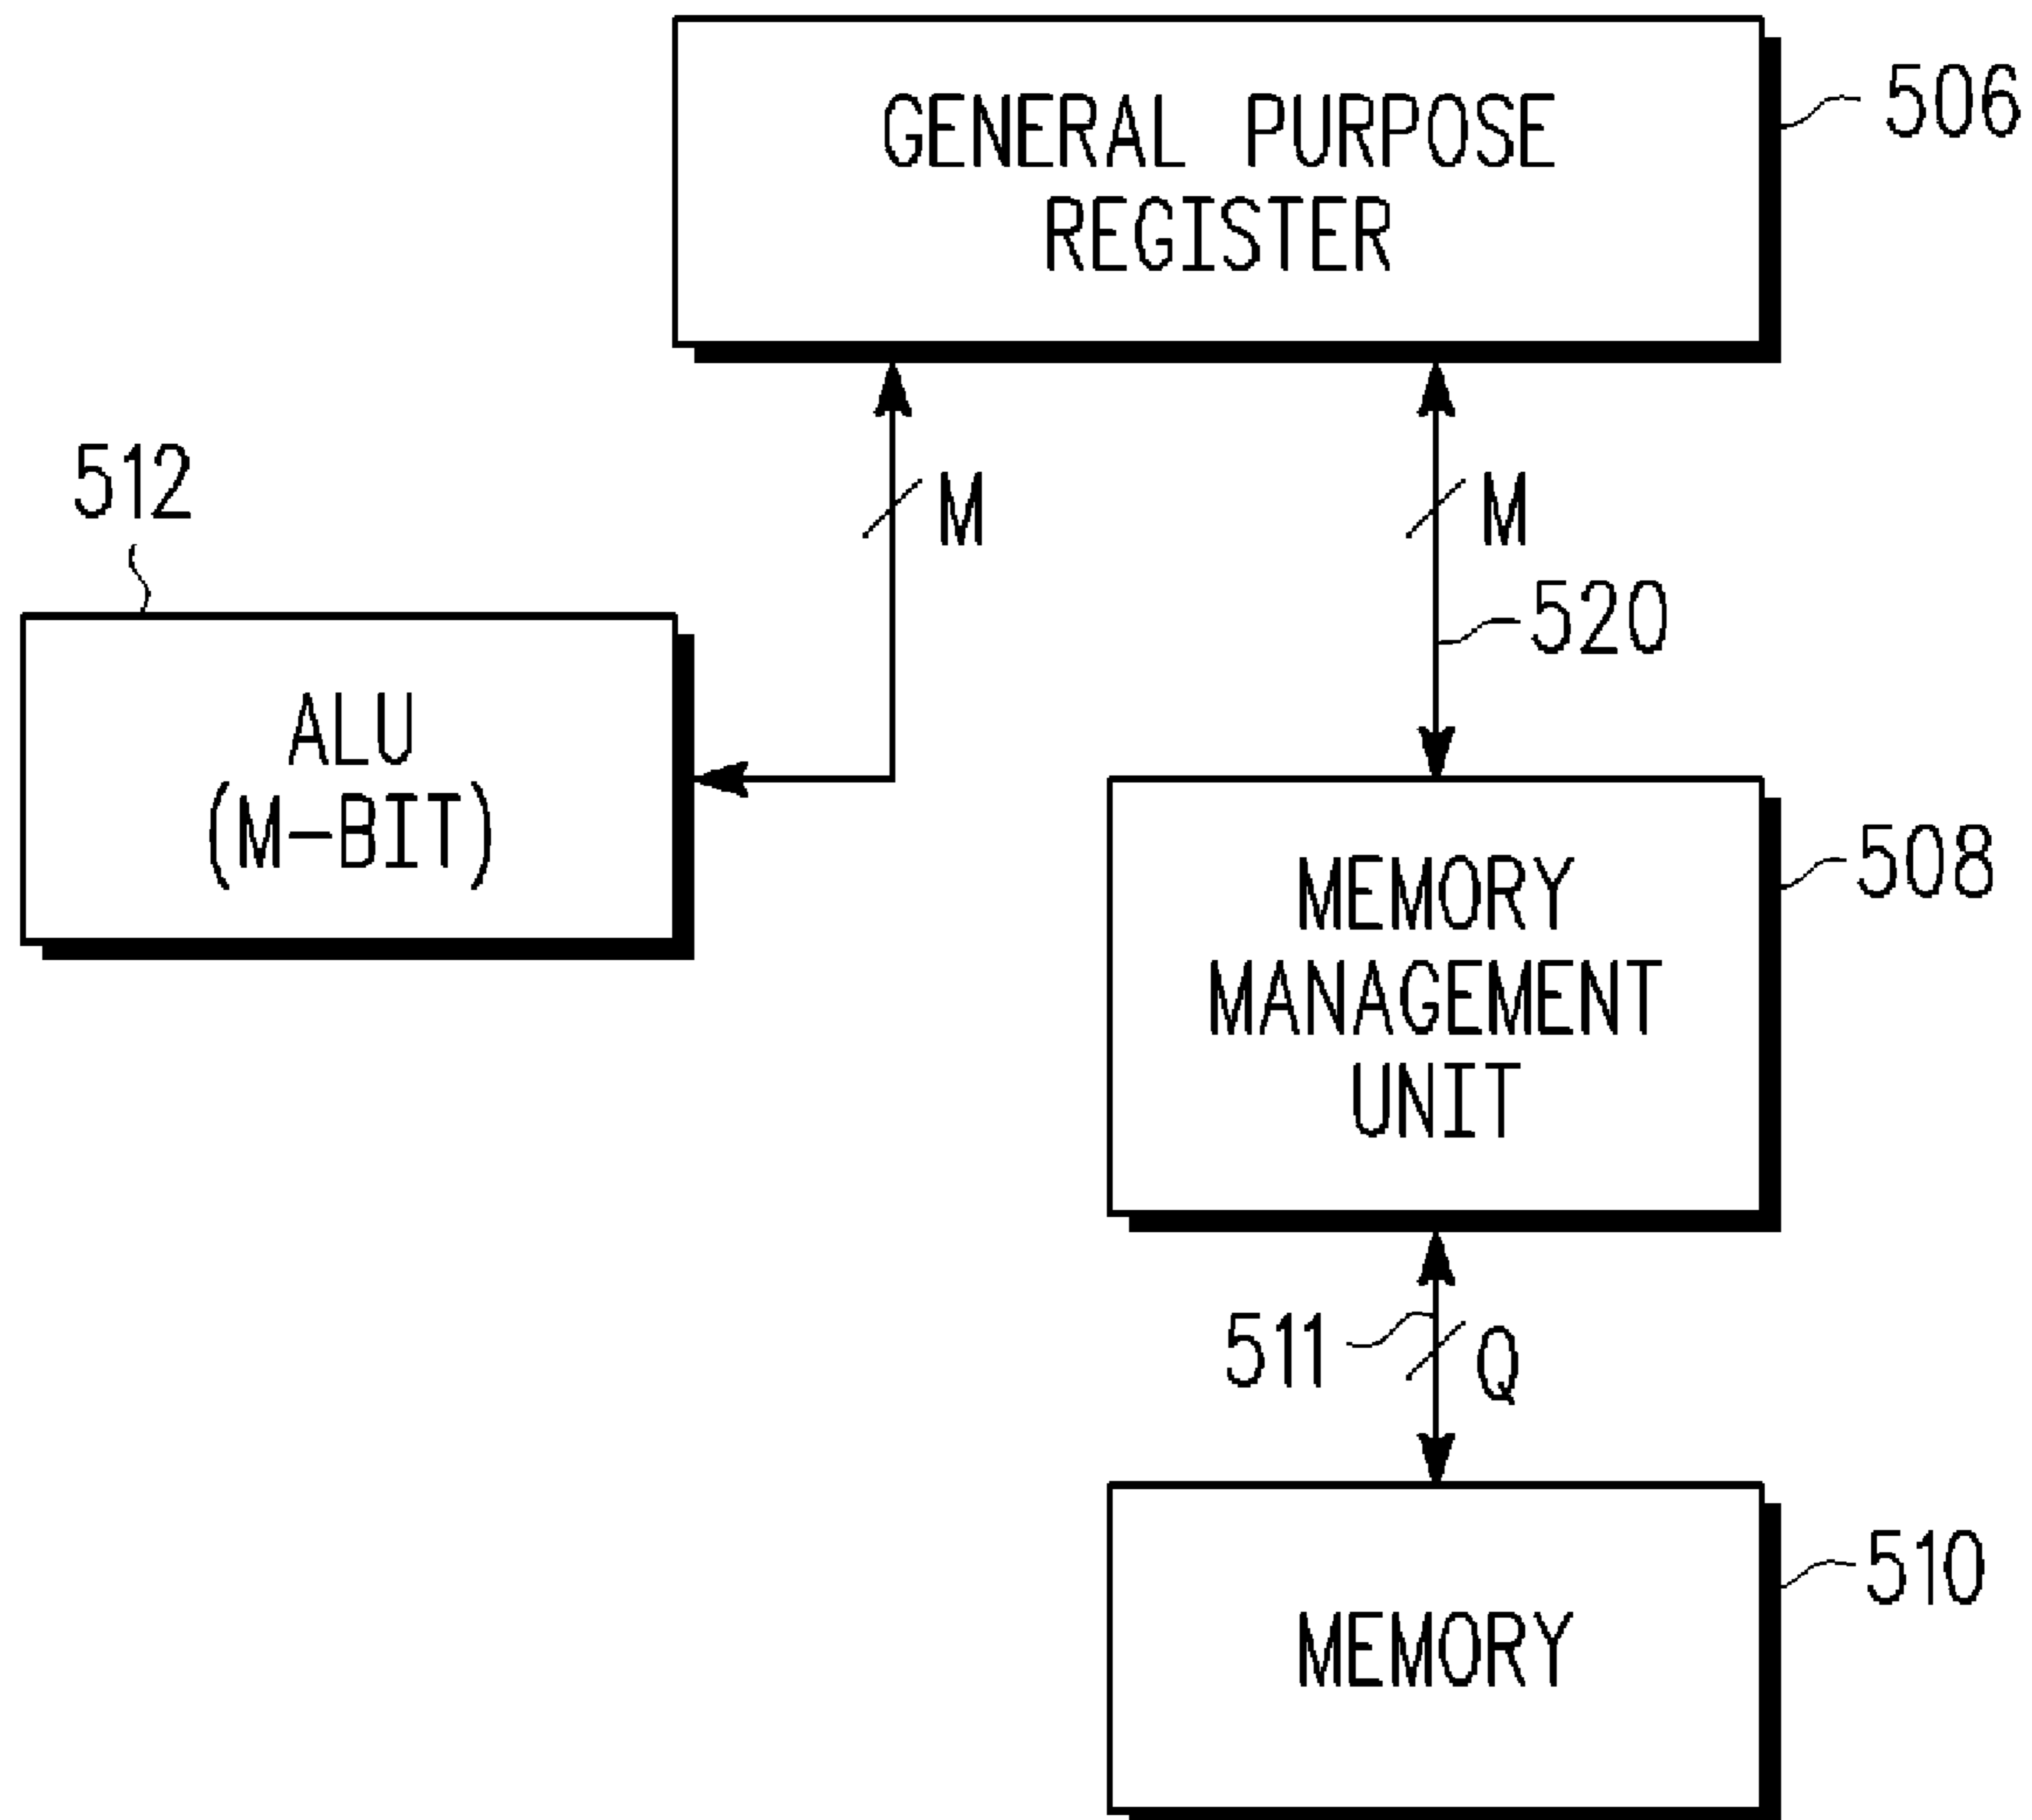 GENERAL PURPOSE
REGISTER
506
512
M
M
520
ALU
(M-BIT)
MEMORY
MANAGEMENT
UNIT
508
511
Q
510
MEMORY